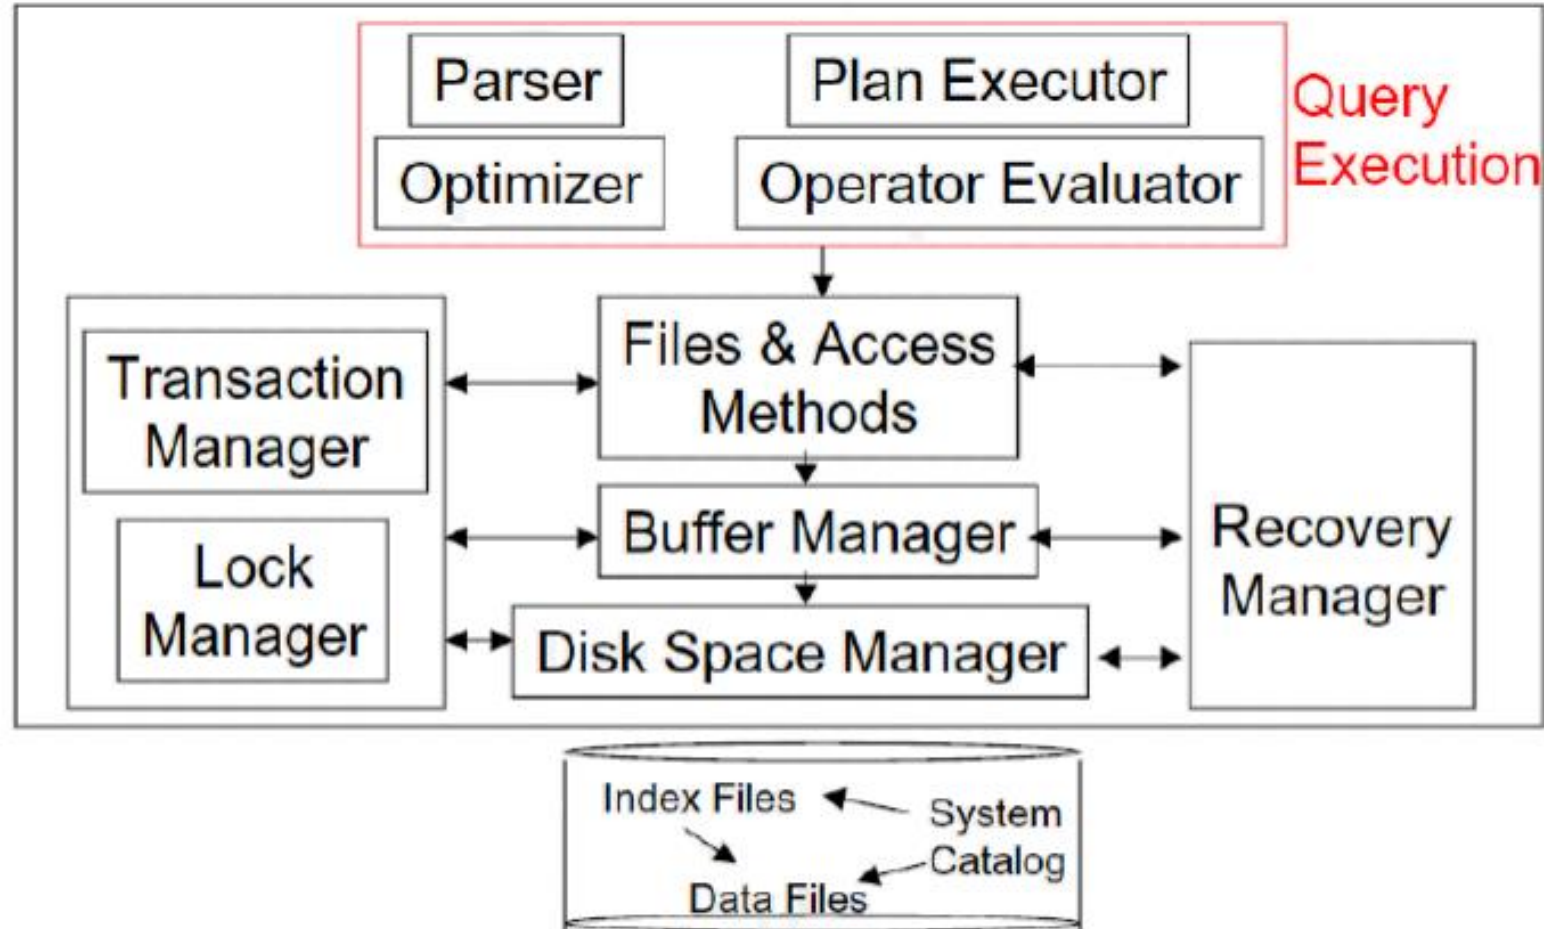 Parser
Plan Executor
Optimizer
Operator Evaluator
Query
Execution
Transaction
Manager
Lock
Manager
Files & Access
Methods
Buffer Manager
Disk Space Manager
Recovery
Manager
Index Files
System
Catalog
Data Files